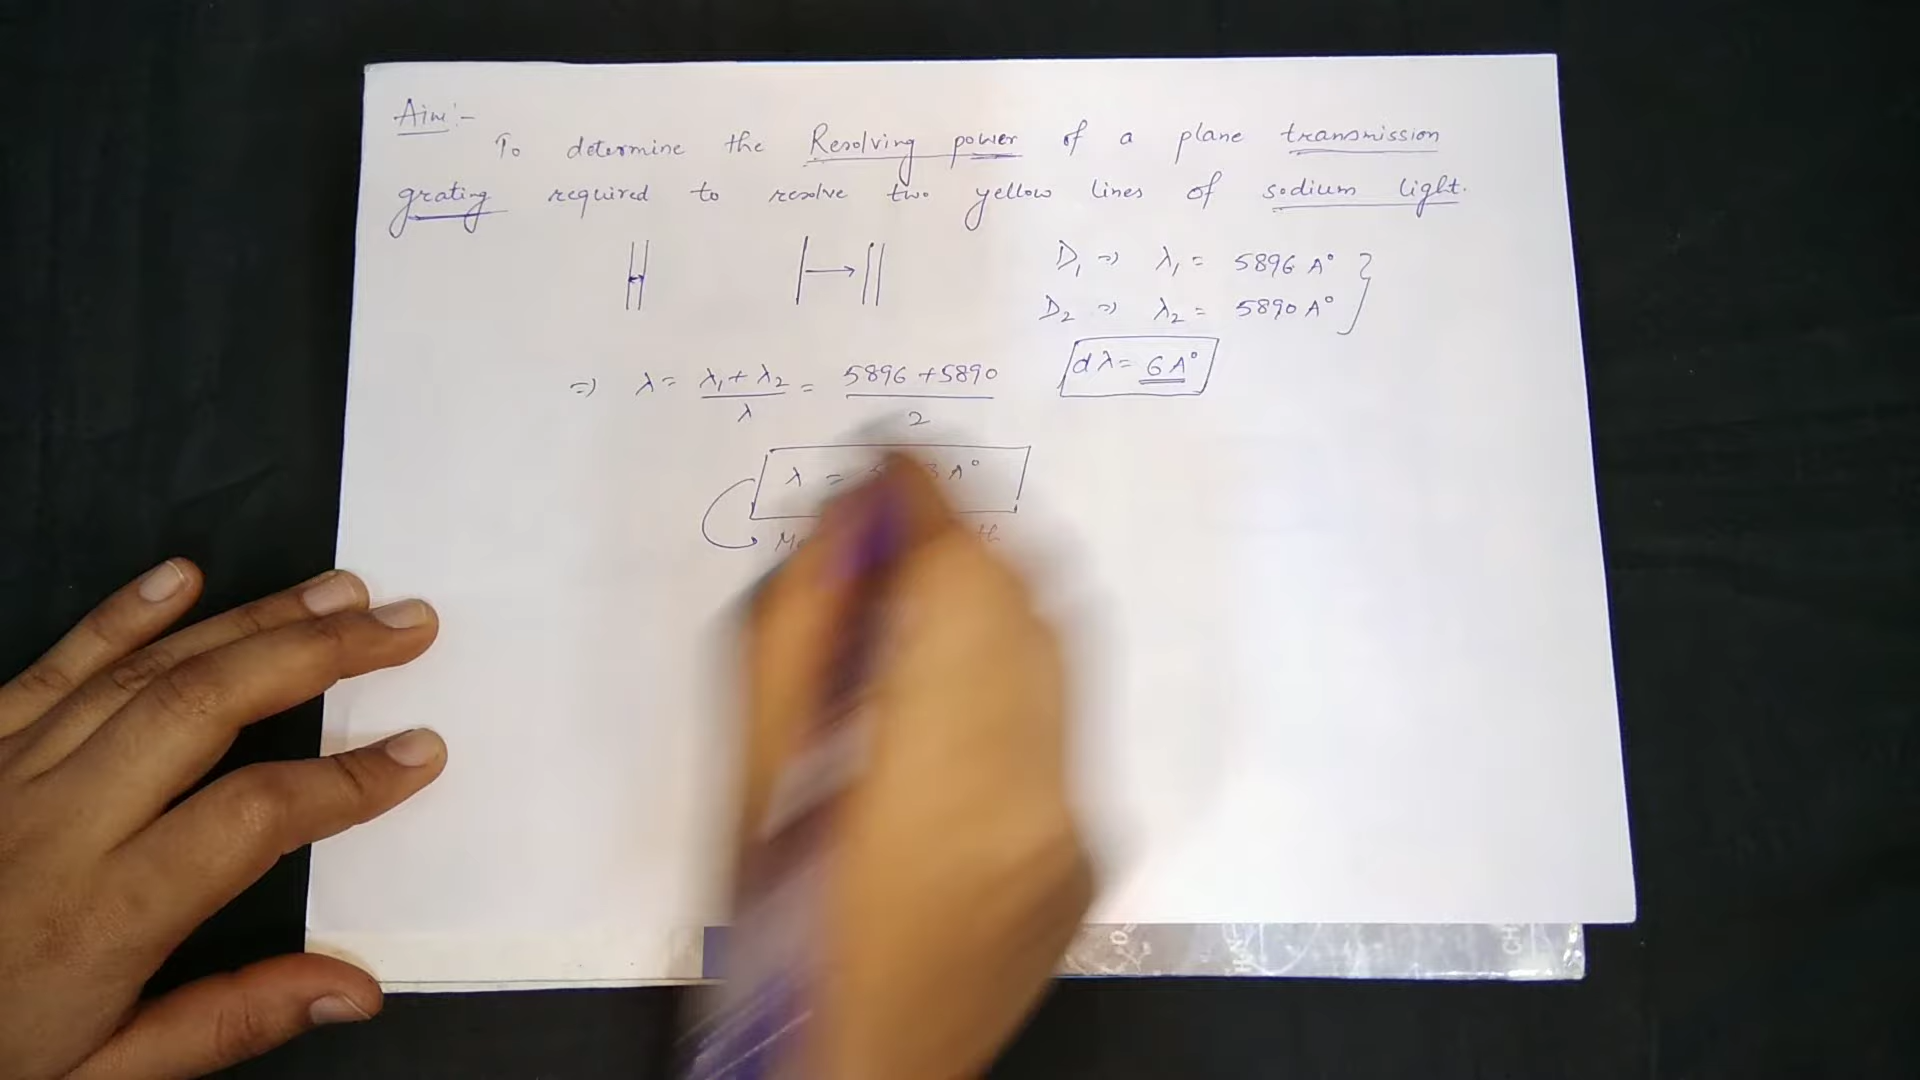 Aim:-
To determine the Resolving power of a plane transmission
grating required to resolve two yellow lines of sodium light.
D₁ => λ₁ = 5896 A°
D₂ => λ₂ = 5890 A°
dλ = 6 A°
=> λ = λ₁ + λ₂ / λ = 5896 + 5890 / 2
λ = A°